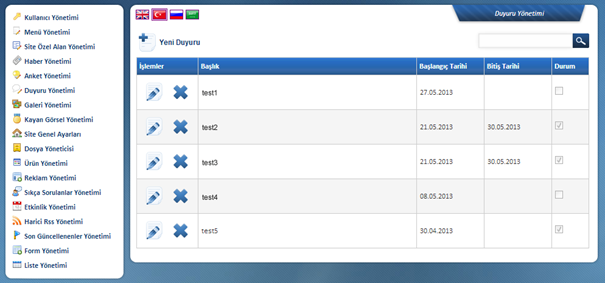 Kullanıcı Yönetimi
Menü Yönetimi
Site Özel Alan Yönetimi
Haber Yönetimi
Anket Yönetimi
Duyuru Yönetimi
Galeri Yönetimi
Kayan Görsel Yönetimi
Site Genel Ayarları
Dosya Yöneticisi
Ürün Yönetimi
Reklam Yönetimi
Sıkça Sorulanlar Yönetimi
Etkinlik Yönetimi
Harici Rss Yönetimi
Son Güncellenenler Yönetimi
Form Yönetimi
Liste Yönetimi
Duyuru Yönetimi
Yeni Duyuru
İşlemler Başlık Başlangıç Tarihi Bitiş Tarihi Durum
test1 27.05.2013
test2 21.05.2013 30.05.2013
test3 21.05.2013 30.05.2013
test4 08.05.2013
test5 30.04.2013